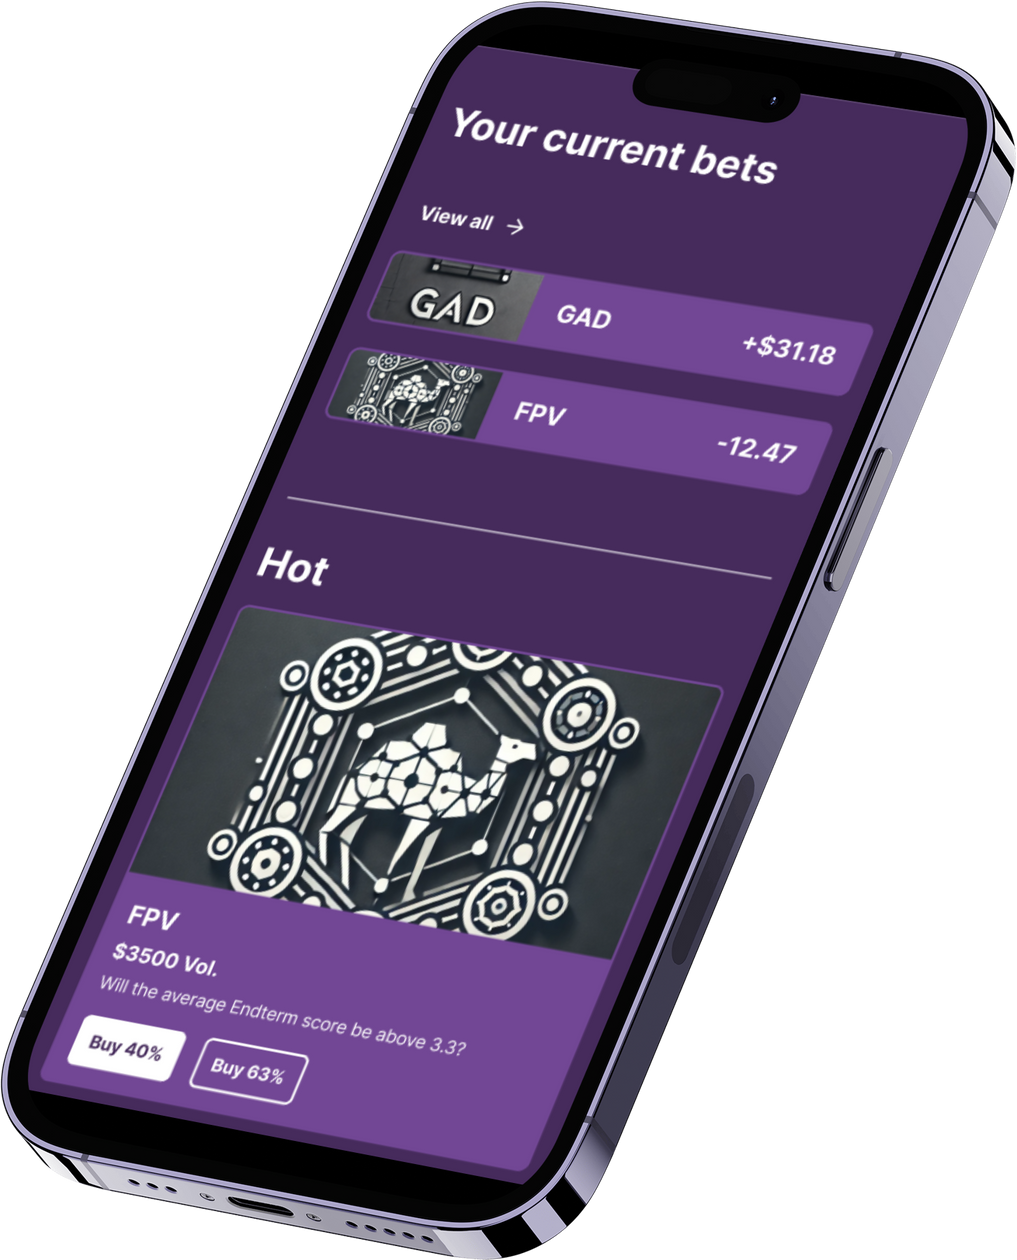 Your current bets
View all →
GAD
GAD
+$31.18
FPV
-12.47
Hot
FPV
$3500 Vol.
Will the average Endterm score be above 3.3?
Buy 40%
Buy 63%